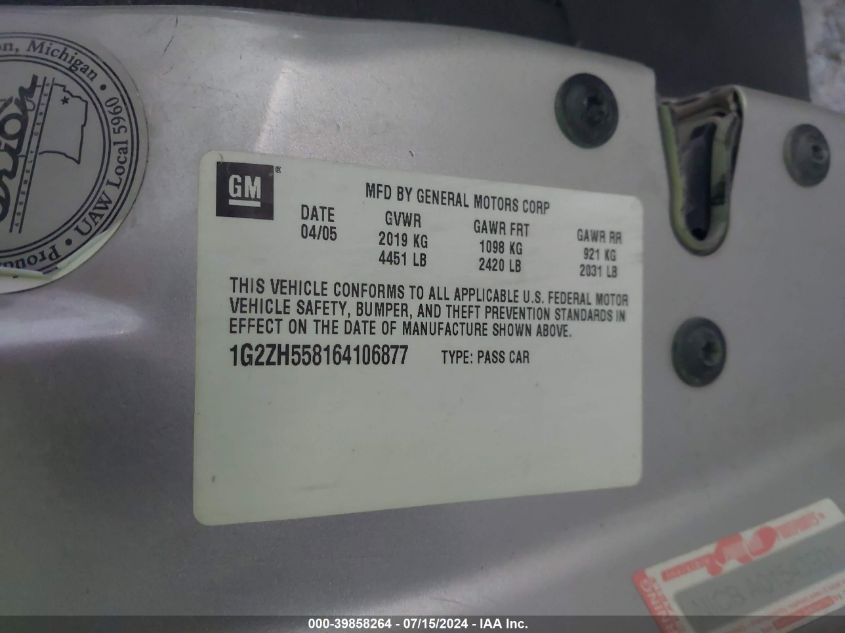 on, Michigan •
Orion
UAW Local 5960
GM®
MFD BY GENERAL MOTORS CORP
DATE GVWR GAWR FRT GAWR RR
04/05 2019 KG 1098 KG 921 KG
4451 LB 2420 LB 2031 LB
THIS VEHICLE CONFORMS TO ALL APPLICABLE U.S. FEDERAL MOTOR
VEHICLE SAFETY, BUMPER, AND THEFT PREVENTION STANDARDS IN
EFFECT ON THE DATE OF MANUFACTURE SHOWN ABOVE.
1G2ZH558164106877 TYPE: PASS CAR
000-39858264 - 07/15/2024 - IAA Inc.